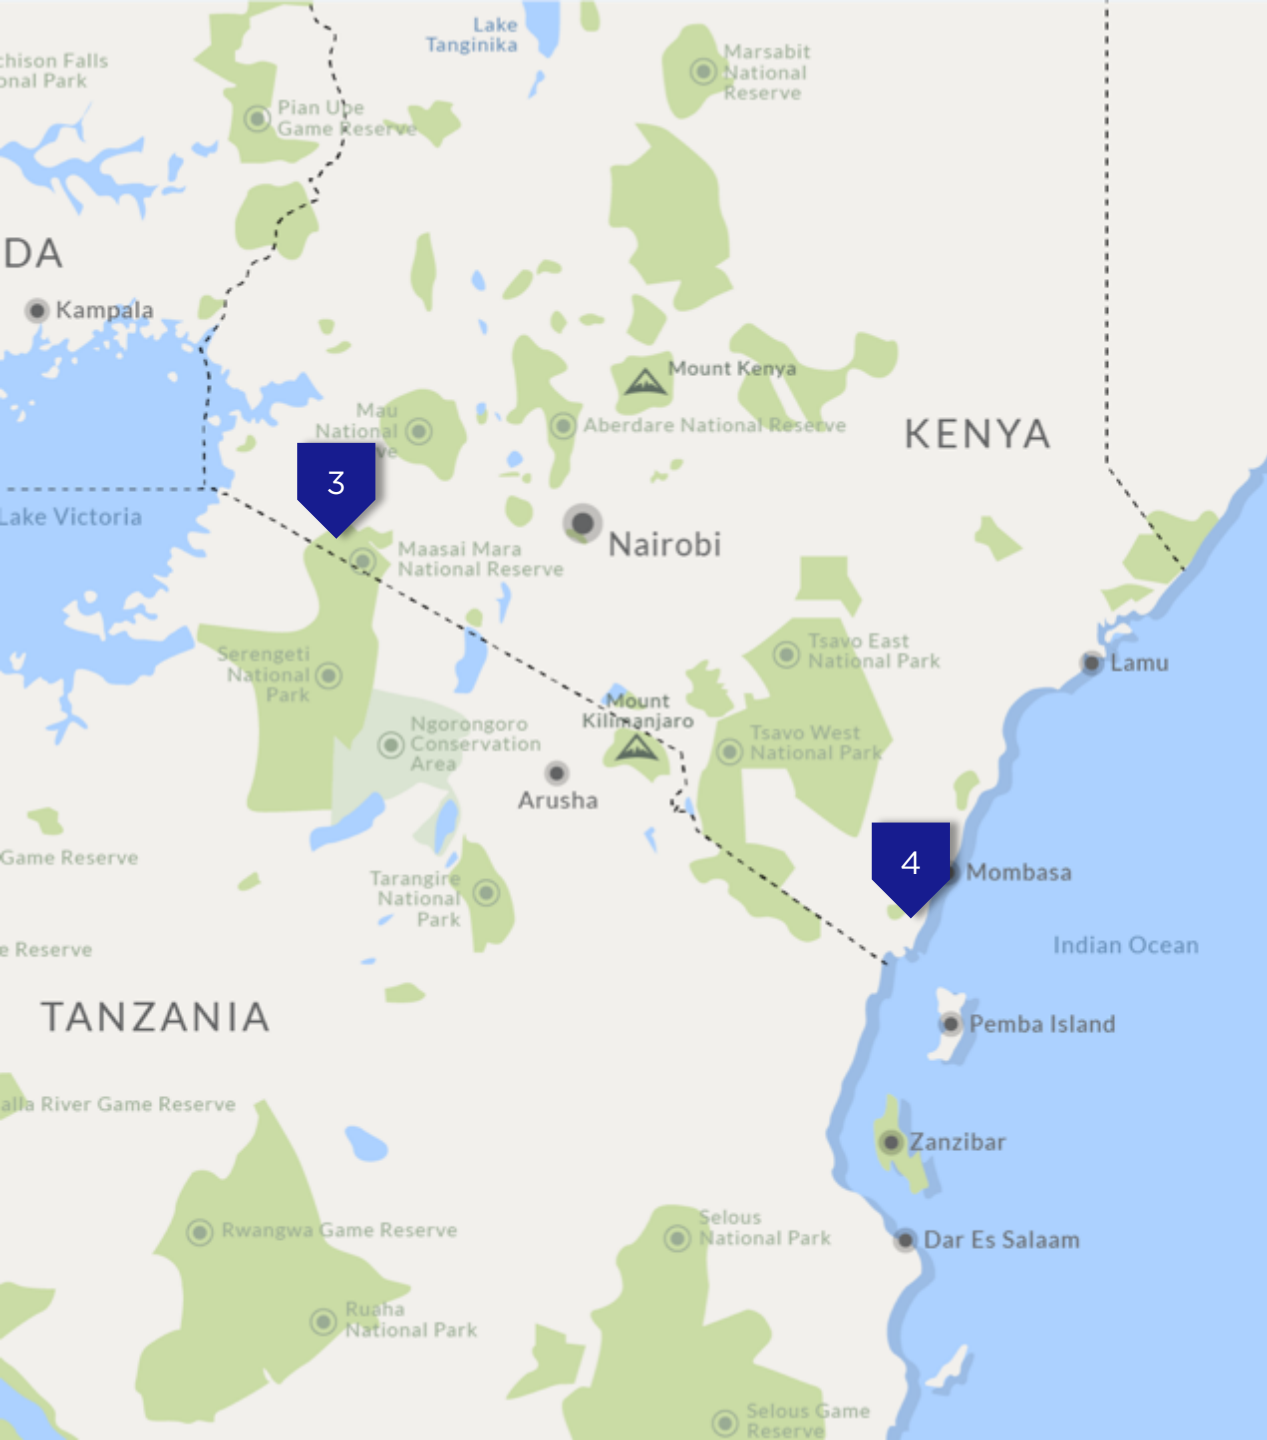 Lake
Tanginika
Marsabit
National
Reserve
chison Falls
onal Park
Pian Upe
Game Reserve
DA
Kampala
Mount Kenya
Mau
National
ve
Aberdare National Reserve
KENYA
3
Lake Victoria
Nairobi
Maasai Mara
National Reserve
Tsavo East
National Park
Lamu
Serengeti
National
Park
Mount
Kilimanjaro
Ngorongoro
Conservation
Area
Tsavo West
National Park
Arusha
Game Reserve
4
Mombasa
Tarangire
National
Park
e Reserve
Indian Ocean
TANZANIA
Pemba Island
alla River Game Reserve
Zanzibar
Rwangwa Game Reserve
Selous
National Park
Dar Es Salaam
Ruaha
National Park
Selous Game
Reserve